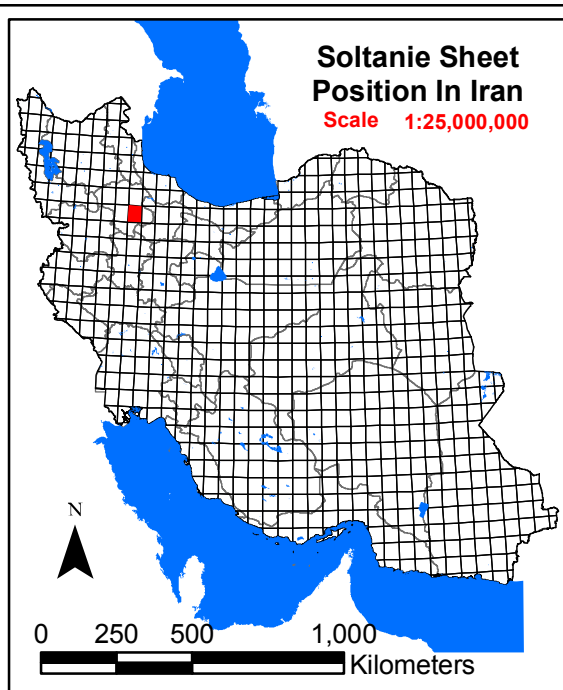 Soltanie Sheet
Position In Iran
Scale 1:25,000,000
N
0 250 500 1,000
Kilometers